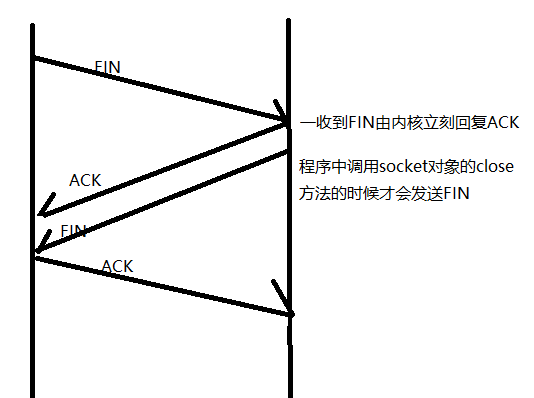 FIN
一收到FIN由内核立刻回复ACK
程序中调用socket对象的close
方法的时候才会发送FIN
ACK
FIN
ACK